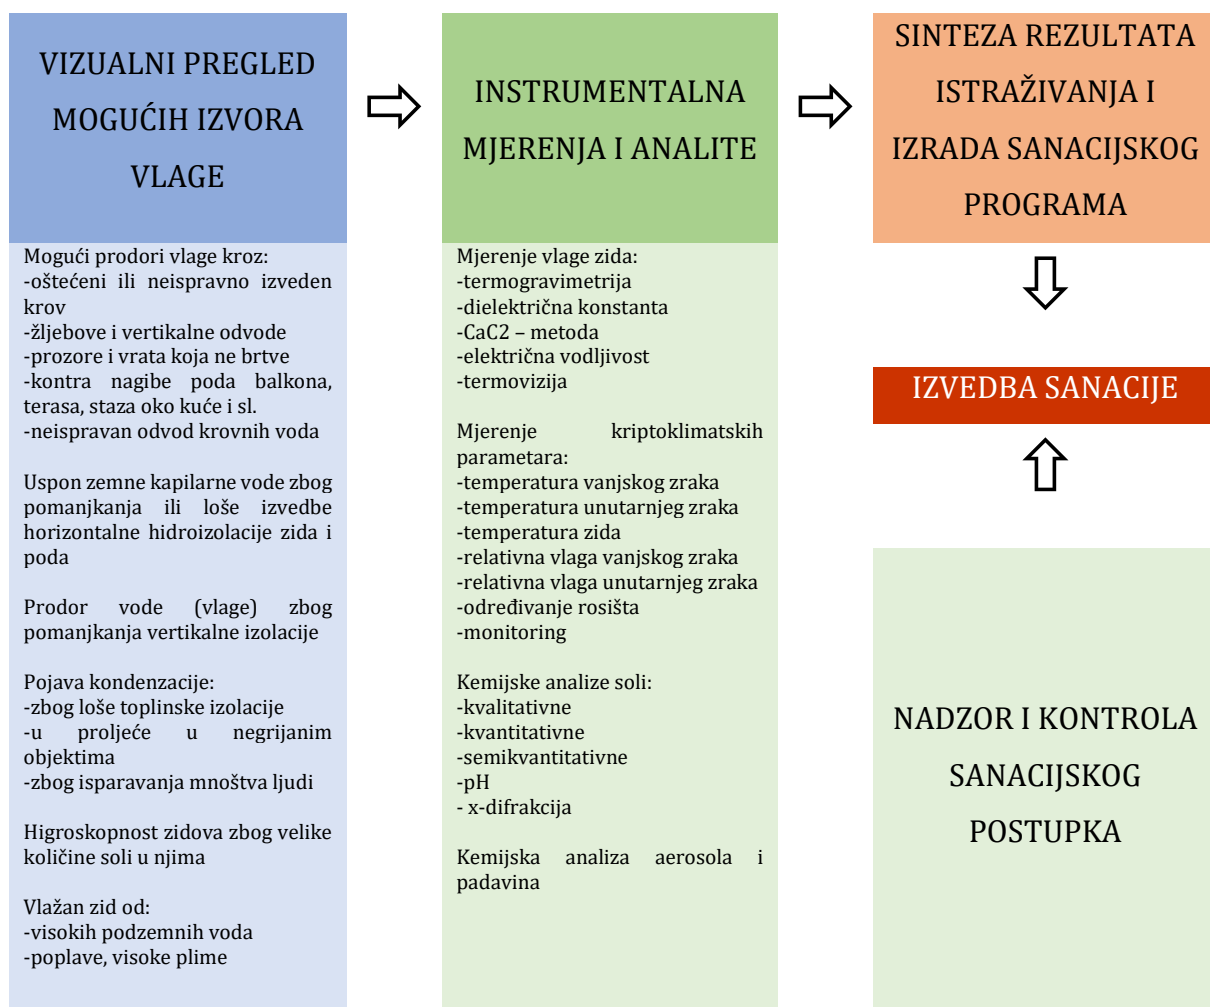 VIZUALNI PREGLED
MOGUĆIH IZVORA
VLAGE
Mogući prodori vlage kroz:
-oštećeni ili neispravno izveden
krov
-žljebove i vertikalne odvode
-prozore i vrata koja ne brtve
-kontra nagibe poda balkona,
terasa, staza oko kuće i sl.
-neispravan odvod krovnih voda
Uspon zemne kapilarne vode zbog
pomanjkanja ili loše izvedbe
horizontalne hidroizolacije zida i
poda
Prodor vode (vlage) zbog
pomanjkanja vertikalne izolacije
Pojava kondenzacije:
-zbog loše toplinske izolacije
-u proljeće u negrijanim
objektima
-zbog isparavanja mnoštva ljudi
Higroskopnost zidova zbog velike
količine soli u njima
Vlažan zid od:
-visokih podzemnih voda
-poplave, visoke plime
INSTRUMENTALNA
MJERENJA I ANALITE
Mjerenje vlage zida:
-termogravimetrija
-dielektrična konstanta
-CaC2 – metoda
-električna vodljivost
-termovizija
Mjerenje kriptoklimatskih
parametara:
-temperatura vanjskog zraka
-temperatura unutarnjeg zraka
-temperatura zida
-relativna vlaga vanjskog zraka
-relativna vlaga unutarnjeg zraka
-određivanje rosišta
-monitoring
Kemijske analize soli:
-kvalitativne
-kvantitativne
-semikvantitativne
-pH
- x-difrakcija
Kemijska analiza aerosola i
padavina
SINTEZA REZULTATA
ISTRAŽIVANJA I
IZRADA SANACIJSKOG
PROGRAMA
IZVEDBA SANACIJE
NADZOR I KONTROLA
SANACIJSKOG
POSTUPKA